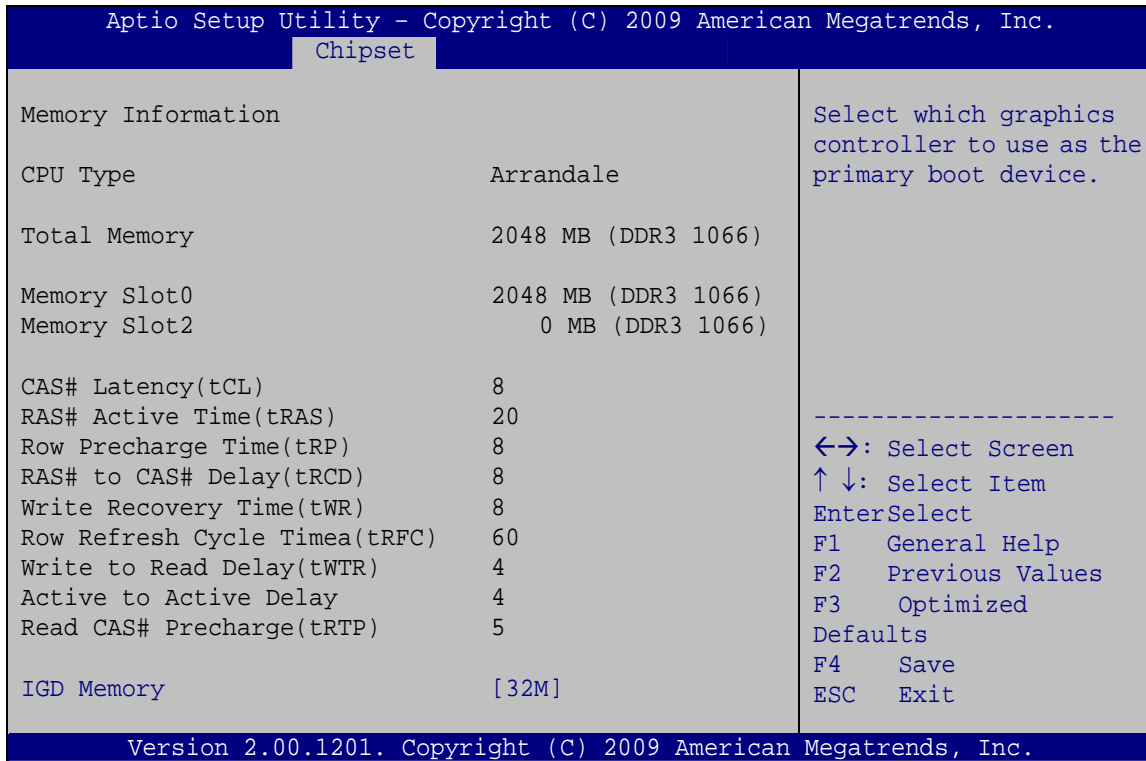 Aptio Setup Utility – Copyright (C) 2009 American Megatrends, Inc.
Chipset
Memory Information
CPU Type Arrandale
Total Memory 2048 MB (DDR3 1066)
Memory Slot0 2048 MB (DDR3 1066)
Memory Slot2 0 MB (DDR3 1066)
CAS# Latency(tCL) 8
RAS# Active Time(tRAS) 20
Row Precharge Time(tRP) 8
RAS# to CAS# Delay(tRCD) 8
Write Recovery Time(tWR) 8
Row Refresh Cycle Timea(tRFC) 60
Write to Read Delay(tWTR) 4
Active to Active Delay 4
Read CAS# Precharge(tRTP) 5
IGD Memory [32M]
Select which graphics
controller to use as the
primary boot device.
---------------------
←→: Select Screen
↑ ↓: Select Item
EnterSelect
F1 General Help
F2 Previous Values
F3 Optimized
Defaults
F4 Save
ESC Exit
Version 2.00.1201. Copyright (C) 2009 American Megatrends, Inc.